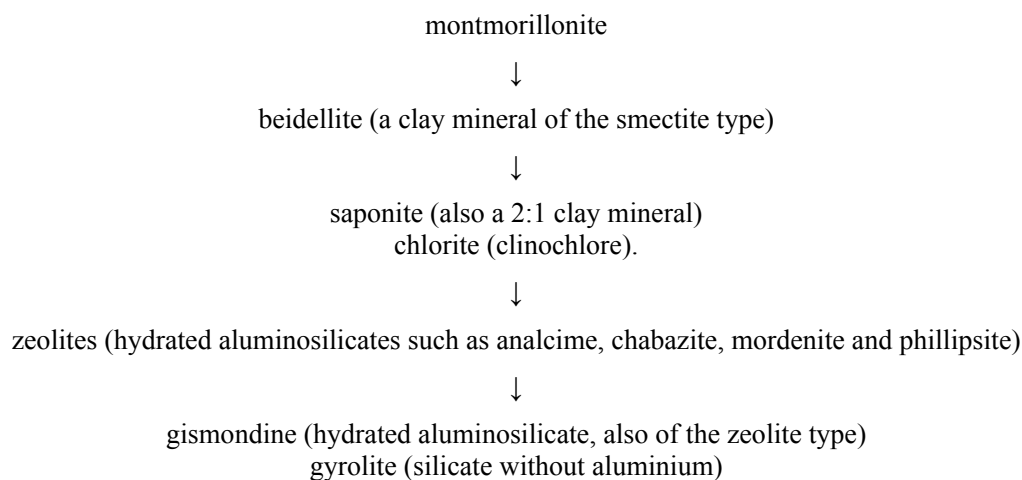 montmorillonite
↓
beidellite (a clay mineral of the smectite type)
↓
saponite (also a 2:1 clay mineral)
chlorite (clinochlore).
↓
zeolites (hydrated aluminosilicates such as analcime, chabazite, mordenite and phillipsite)
↓
gismondine (hydrated aluminosilicate, also of the zeolite type)
gyrolite (silicate without aluminium)